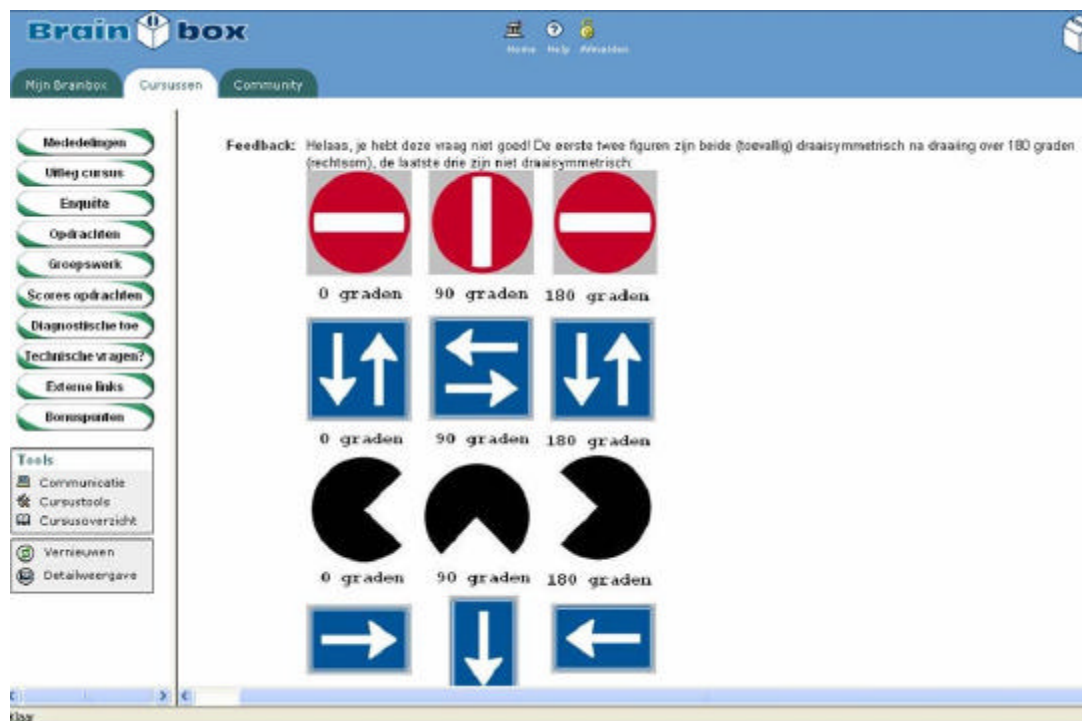 Brain box
Home Help Afmelden
Mijn Brainbox Cursussen Community
Mededelingen
Uitleg cursus
Enquête
Opdrachten
Groepswerk
Scores opdrachten
Diagnostische toe
Technische vragen?
Externe links
Bonuspunten
Tools
Communicatie
Cursustools
Cursusoverzicht
Vernieuwen
Detailweergave
Feedback: Helaas, je hebt deze vraag niet goed! De eerste twee figuren zijn beide (toevallig) draaisymmetrisch na draaiing over 180 graden
(rechtsom), de laatste drie zijn niet draaisymmetrisch:
0 graden 90 graden 180 graden
0 graden 90 graden 180 graden
0 graden 90 graden 180 graden
Klaar